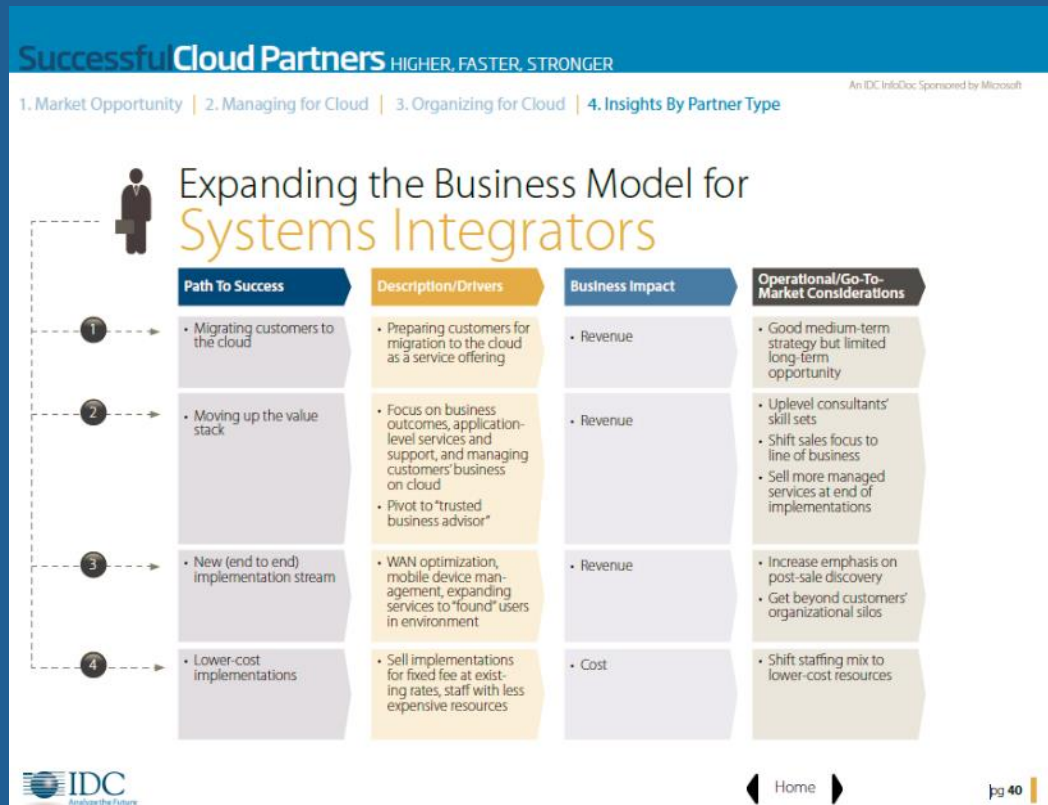 SuccessfulCloud Partners HIGHER, FASTER, STRONGER
An IDC InfoDoc Sponsored by Microsoft
1. Market Opportunity | 2. Managing for Cloud | 3. Organizing for Cloud | 4. Insights By Partner Type
Expanding the Business Model for
Systems Integrators
Path To Success
Description/Drivers
Business Impact
Operational/Go-To-
Market Considerations
1
• Migrating customers to
the cloud
• Preparing customers for
migration to the cloud
as a service offering
• Revenue
• Good medium-term
strategy but limited
long-term
opportunity
2
• Moving up the value
stack
• Focus on business
outcomes, application-
level services and
support, and managing
customers' business
on cloud
• Pivot to "trusted
business advisor"
• Revenue
• Uplevel consultants'
skill sets
• Shift sales focus to
line of business
• Sell more managed
services at end of
implementations
3
• New (end to end)
implementation stream
• WAN optimization,
mobile device man-
agement, expanding
services to "found" users
in environment
• Revenue
• Increase emphasis on
post-sale discovery
• Get beyond customers'
organizational silos
4
• Lower-cost
implementations
• Sell implementations
for fixed fee at exist-
ing rates, staff with less
expensive resources
• Cost
• Shift staffing mix to
lower-cost resources
IDC
Analyze the Future
Home
pg 40